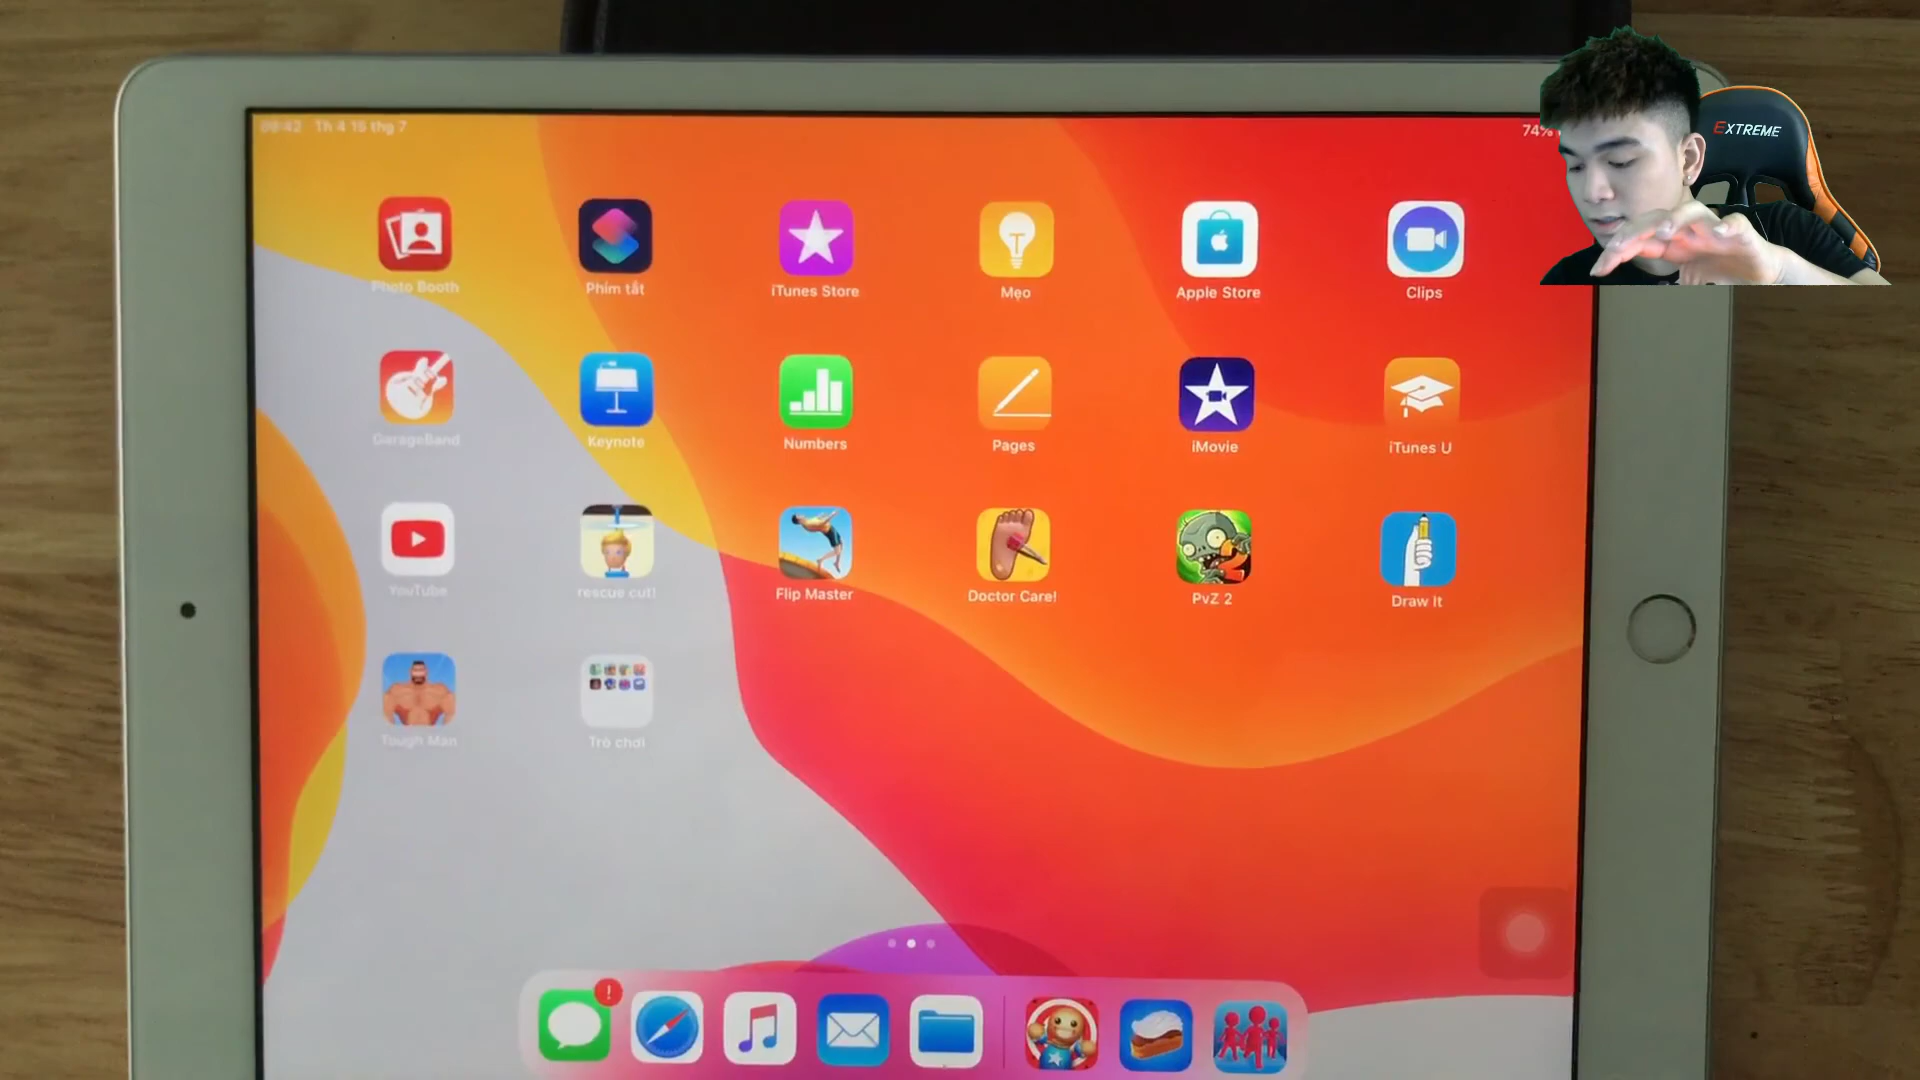 09:42 Th 4 15 thg 7
74%
EXTREME
Photo Booth
Phím tắt
iTunes Store
Mẹo
Apple Store
Clips
GarageBand
Keynote
Numbers
Pages
iMovie
iTunes U
YouTube
rescue cut!
Flip Master
Doctor Care!
PvZ 2
Draw It
Tough Man
Trò chơi